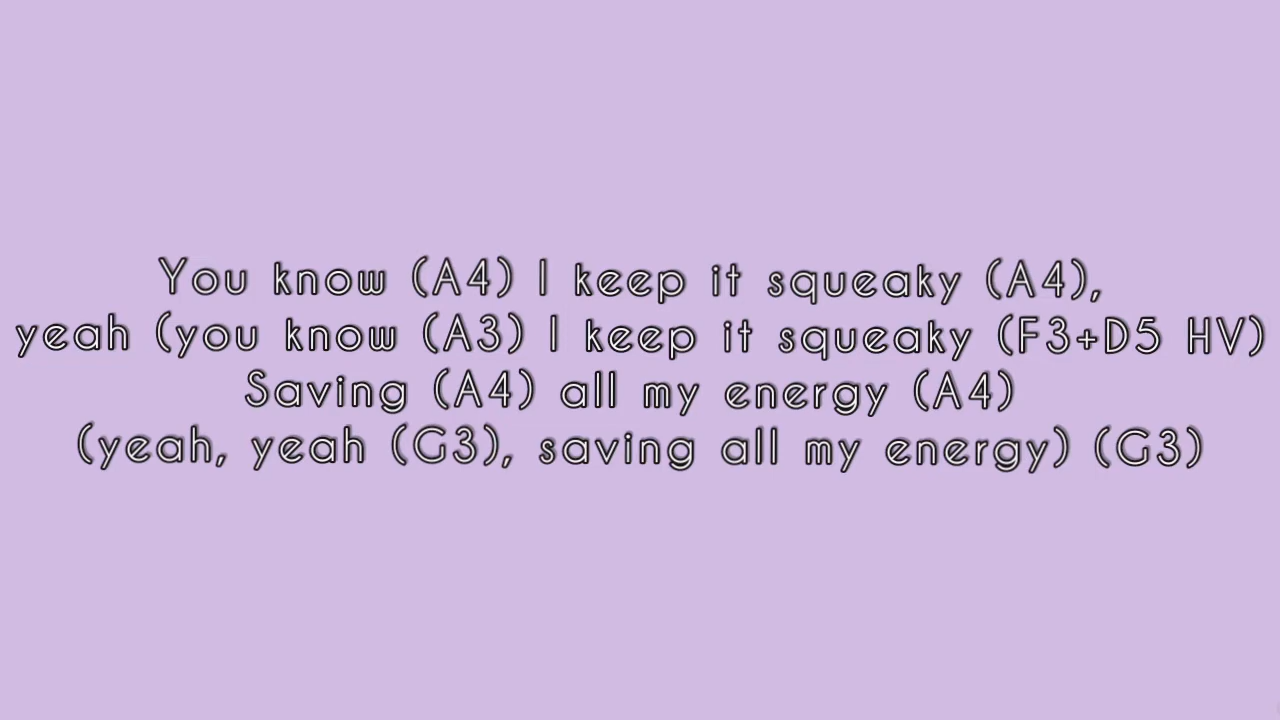 You know (A4) I keep it squeaky (A4),
yeah (you know (A3) I keep it squeaky (F3+D5 HV)
Saving (A4) all my energy (A4)
(yeah, yeah (G3), saving all my energy) (G3)